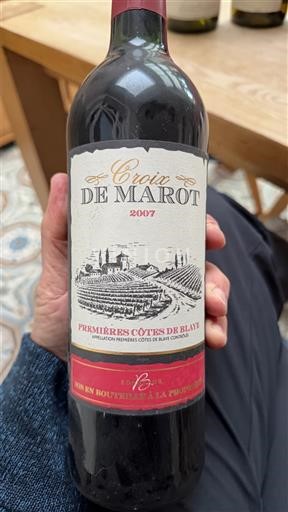 Croix
DE MAROT
2007
PREMIÈRES CÔTES DE BLAYE
APPELLATION PREMIÈRES CÔTES DE BLAYE CONTRÔLÉE
B
MIS EN BOUTEILLE À LA PROPRIÉTÉ